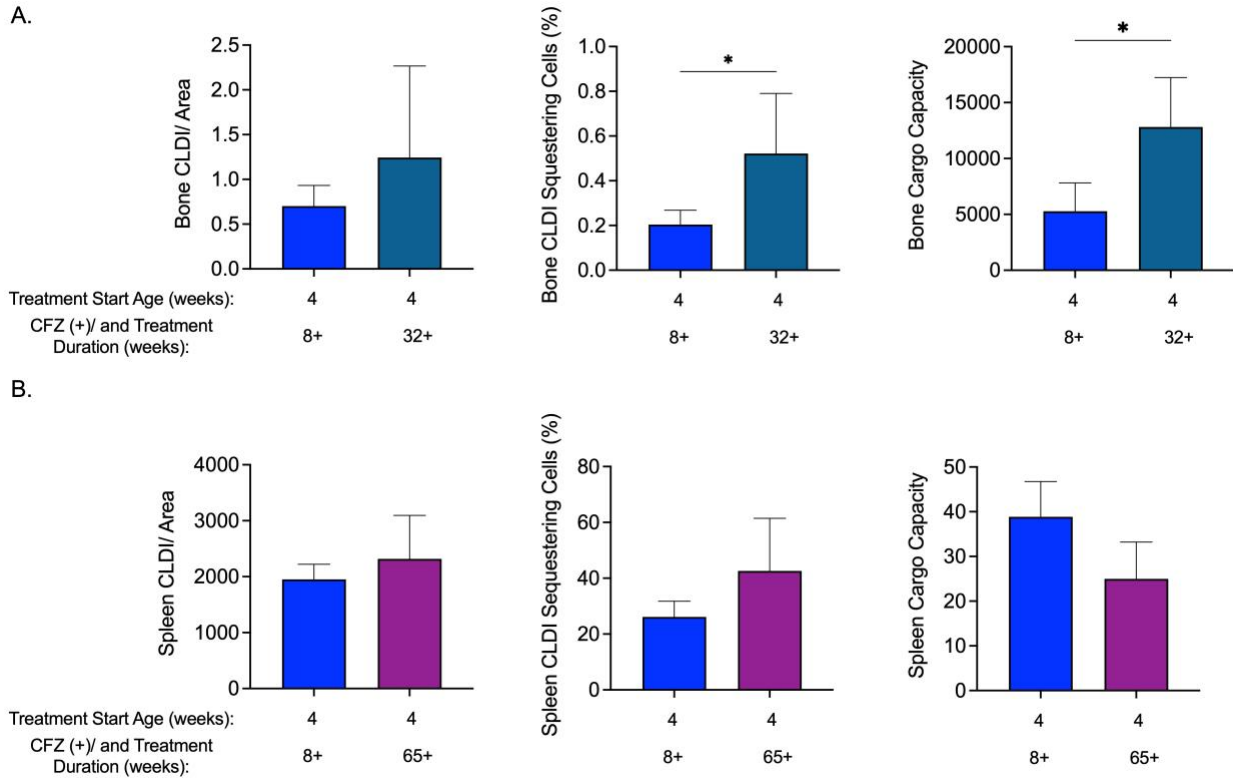 A.
Bone CLDI/ Area
2.5
2.0
1.5
1.0
0.5
0.0
Bone CLDI Squestering Cells (%)
1.0
0.8
0.6
0.4
0.2
0.0
*
Bone Cargo Capacity
20000
15000
10000
5000
0
*
Treatment Start Age (weeks): 4 4 4 4 4 4
CFZ (+)/ and Treatment
Duration (weeks): 8+ 32+ 8+ 32+ 8+ 32+
B.
Spleen CLDI/ Area
4000
3000
2000
1000
0
Spleen CLDI Sequestering Cells (%)
80
60
40
20
0
Spleen Cargo Capacity
50
40
30
20
10
0
Treatment Start Age (weeks): 4 4 4 4 4 4
CFZ (+)/ and Treatment
Duration (weeks): 8+ 65+ 8+ 65+ 8+ 65+